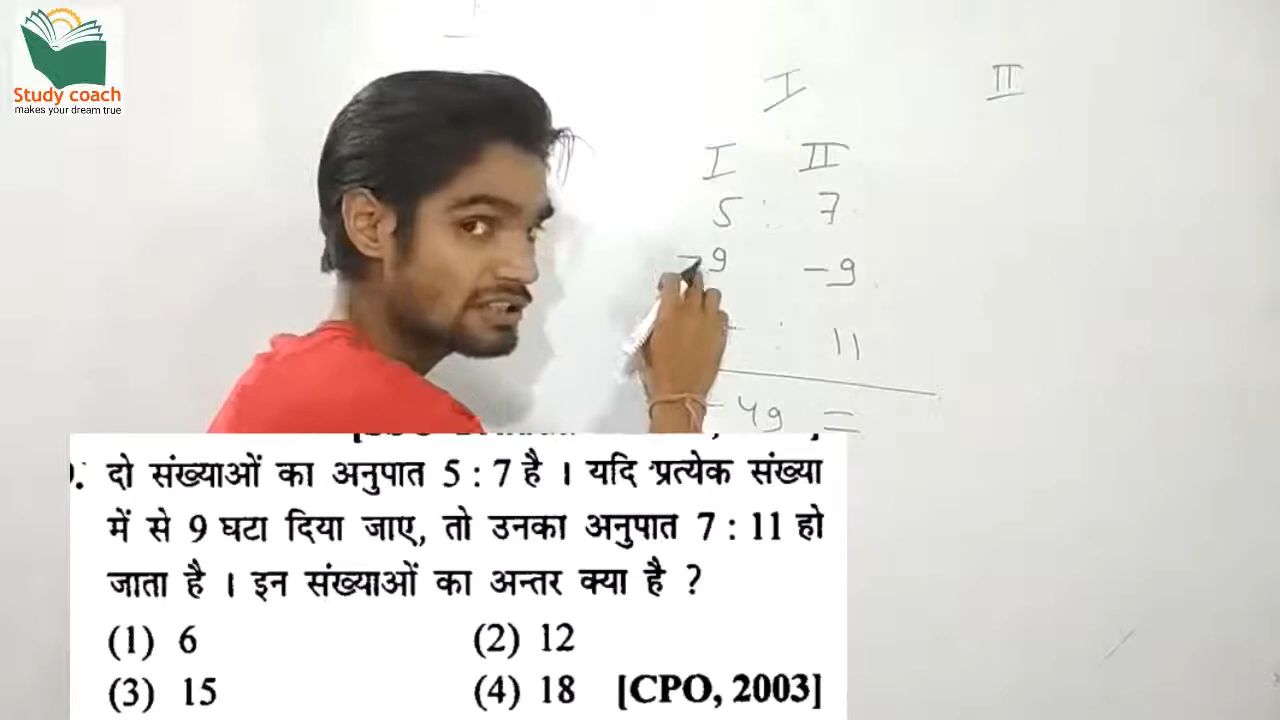 Study coach
makes your dream true
I II
I II
5 : 7
-9 -9
: 11
49 =
दो संख्याओं का अनुपात 5 : 7 है । यदि प्रत्येक संख्या
में से 9 घटा दिया जाए, तो उनका अनुपात 7 : 11 हो
जाता है । इन संख्याओं का अन्तर क्या है ?
(1) 6 (2) 12
(3) 15 (4) 18 [CPO, 2003]